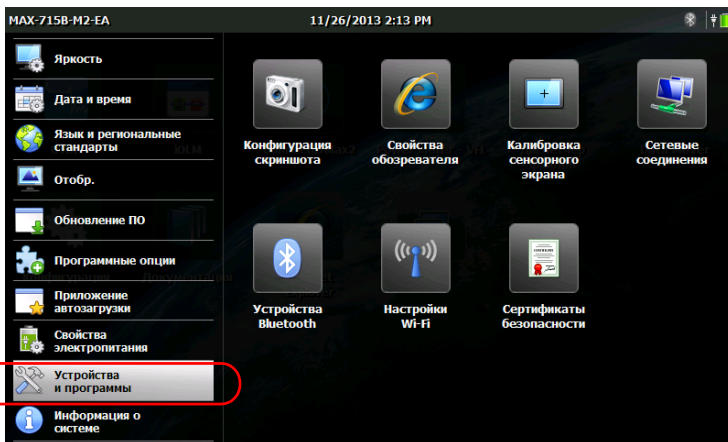 MAX-715B-M2-EA 11/26/2013 2:13 PM
Яркость
Дата и время
Язык и региональные
стандарты
Отобр.
Обновление ПО
Программные опции
Приложение
автозагрузки
Свойства
электропитания
Устройства
и программы
Информация о
системе
Конфигурация
скриншота
Свойства
обозревателя
Калибровка
сенсорного
экрана
Сетевые
соединения
Устройства
Bluetooth
Настройки
Wi-Fi
Сертификаты
безопасности